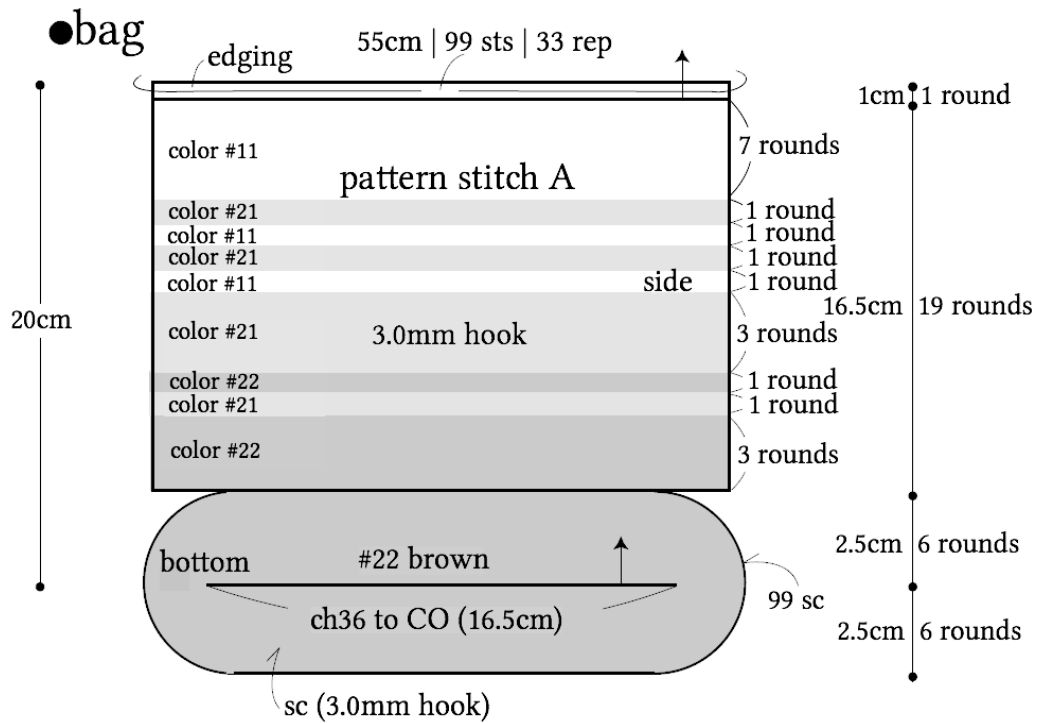 ●bag
55cm | 99 sts | 33 rep
edging
1cm 1 round
color #11
7 rounds
pattern stitch A
color #21
1 round
color #11
1 round
color #21
1 round
color #11
side
1 round
20cm
16.5cm 19 rounds
color #21
3.0mm hook
3 rounds
color #22
1 round
color #21
1 round
color #22
3 rounds
2.5cm 6 rounds
bottom
#22 brown
99 sc
ch36 to CO (16.5cm)
2.5cm 6 rounds
sc (3.0mm hook)